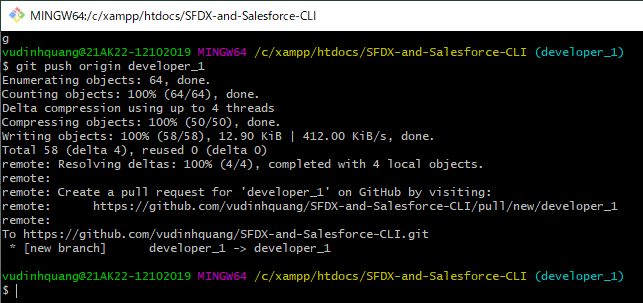 MINGW64:/c/xampp/htdocs/SFDX-and-Salesforce-CLI
g
vudinhquang@21AK22-12102019 MINGW64 /c/xampp/htdocs/SFDX-and-Salesforce-CLI (developer_1)
$ git push origin developer_1
Enumerating objects: 64, done.
Counting objects: 100% (64/64), done.
Delta compression using up to 4 threads
Compressing objects: 100% (50/50), done.
Writing objects: 100% (58/58), 12.90 KiB | 412.00 KiB/s, done.
Total 58 (delta 4), reused 0 (delta 0)
remote: Resolving deltas: 100% (4/4), completed with 4 local objects.
remote:
remote: Create a pull request for 'developer_1' on GitHub by visiting:
remote:      https://github.com/vudinhquang/SFDX-and-Salesforce-CLI/pull/new/developer_1
remote:
To https://github.com/vudinhquang/SFDX-and-Salesforce-CLI.git
 * [new branch]      developer_1 -> developer_1
vudinhquang@21AK22-12102019 MINGW64 /c/xampp/htdocs/SFDX-and-Salesforce-CLI (developer_1)
$